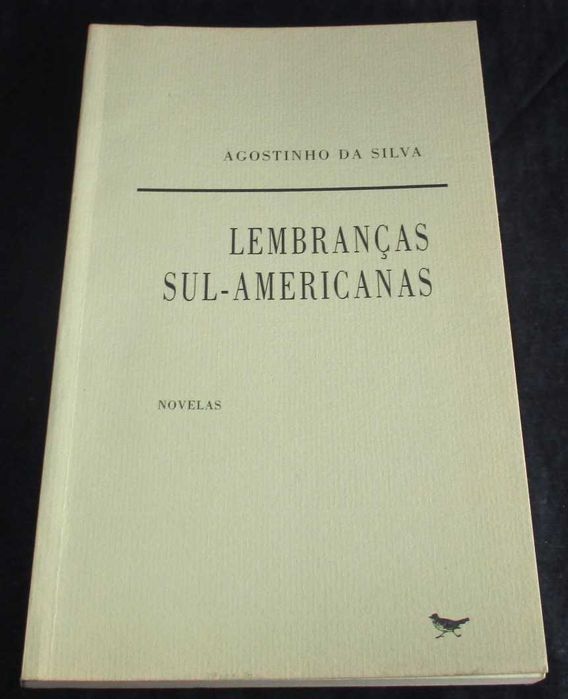 AGOSTINHO DA SILVA
LEMBRANÇAS
SUL-AMERICANAS
NOVELAS